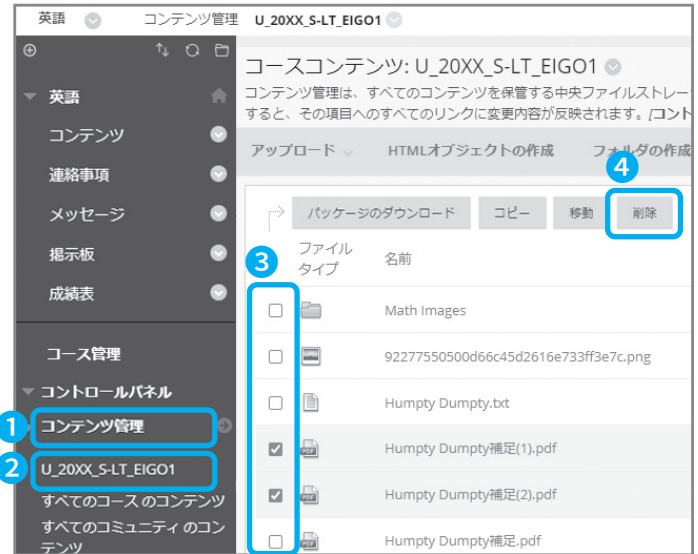 英語
コンテンツ管理
U_20XX_S-LT_EIGO1
英語
コンテンツ
連絡事項
メッセージ
掲示板
成績表
コース管理
コントロールパネル
1
コンテンツ管理
2
U_20XX_S-LT_EIGO1
すべてのコース のコンテンツ
すべてのコミュニティ のコン
テンツ
コースコンテンツ: U_20XX_S-LT_EIGO1
コンテンツ管理は、すべてのコンテンツを保管する中央ファイルストレー
すると、その項目へのすべてのリンクに変更内容が反映されます。[コント
アップロード
HTMLオブジェクトの作成
フォルダの作成
4
パッケージのダウンロード
コピー
移動
削除
3
ファイル
タイプ
名前
Math Images
92277550500d66c45d2616e733ff3e7c.png
Humpty Dumpty.txt
PDF
Humpty Dumpty補足(1).pdf
PDF
Humpty Dumpty補足(2).pdf
PDF
Humpty Dumpty補足.pdf